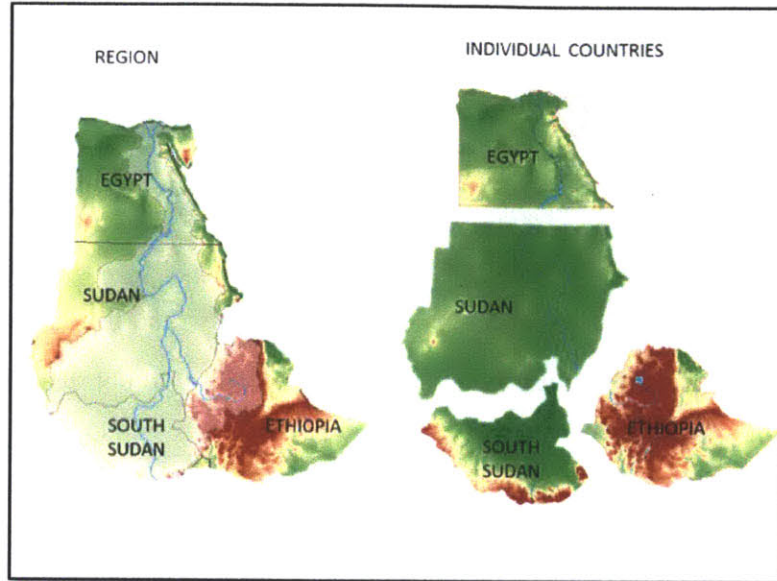 REGION
EGYPT
SUDAN
SOUTH
SUDAN
ETHIOPIA
INDIVIDUAL COUNTRIES
EGYPT
SUDAN
SOUTH
SUDAN
ETHIOPIA